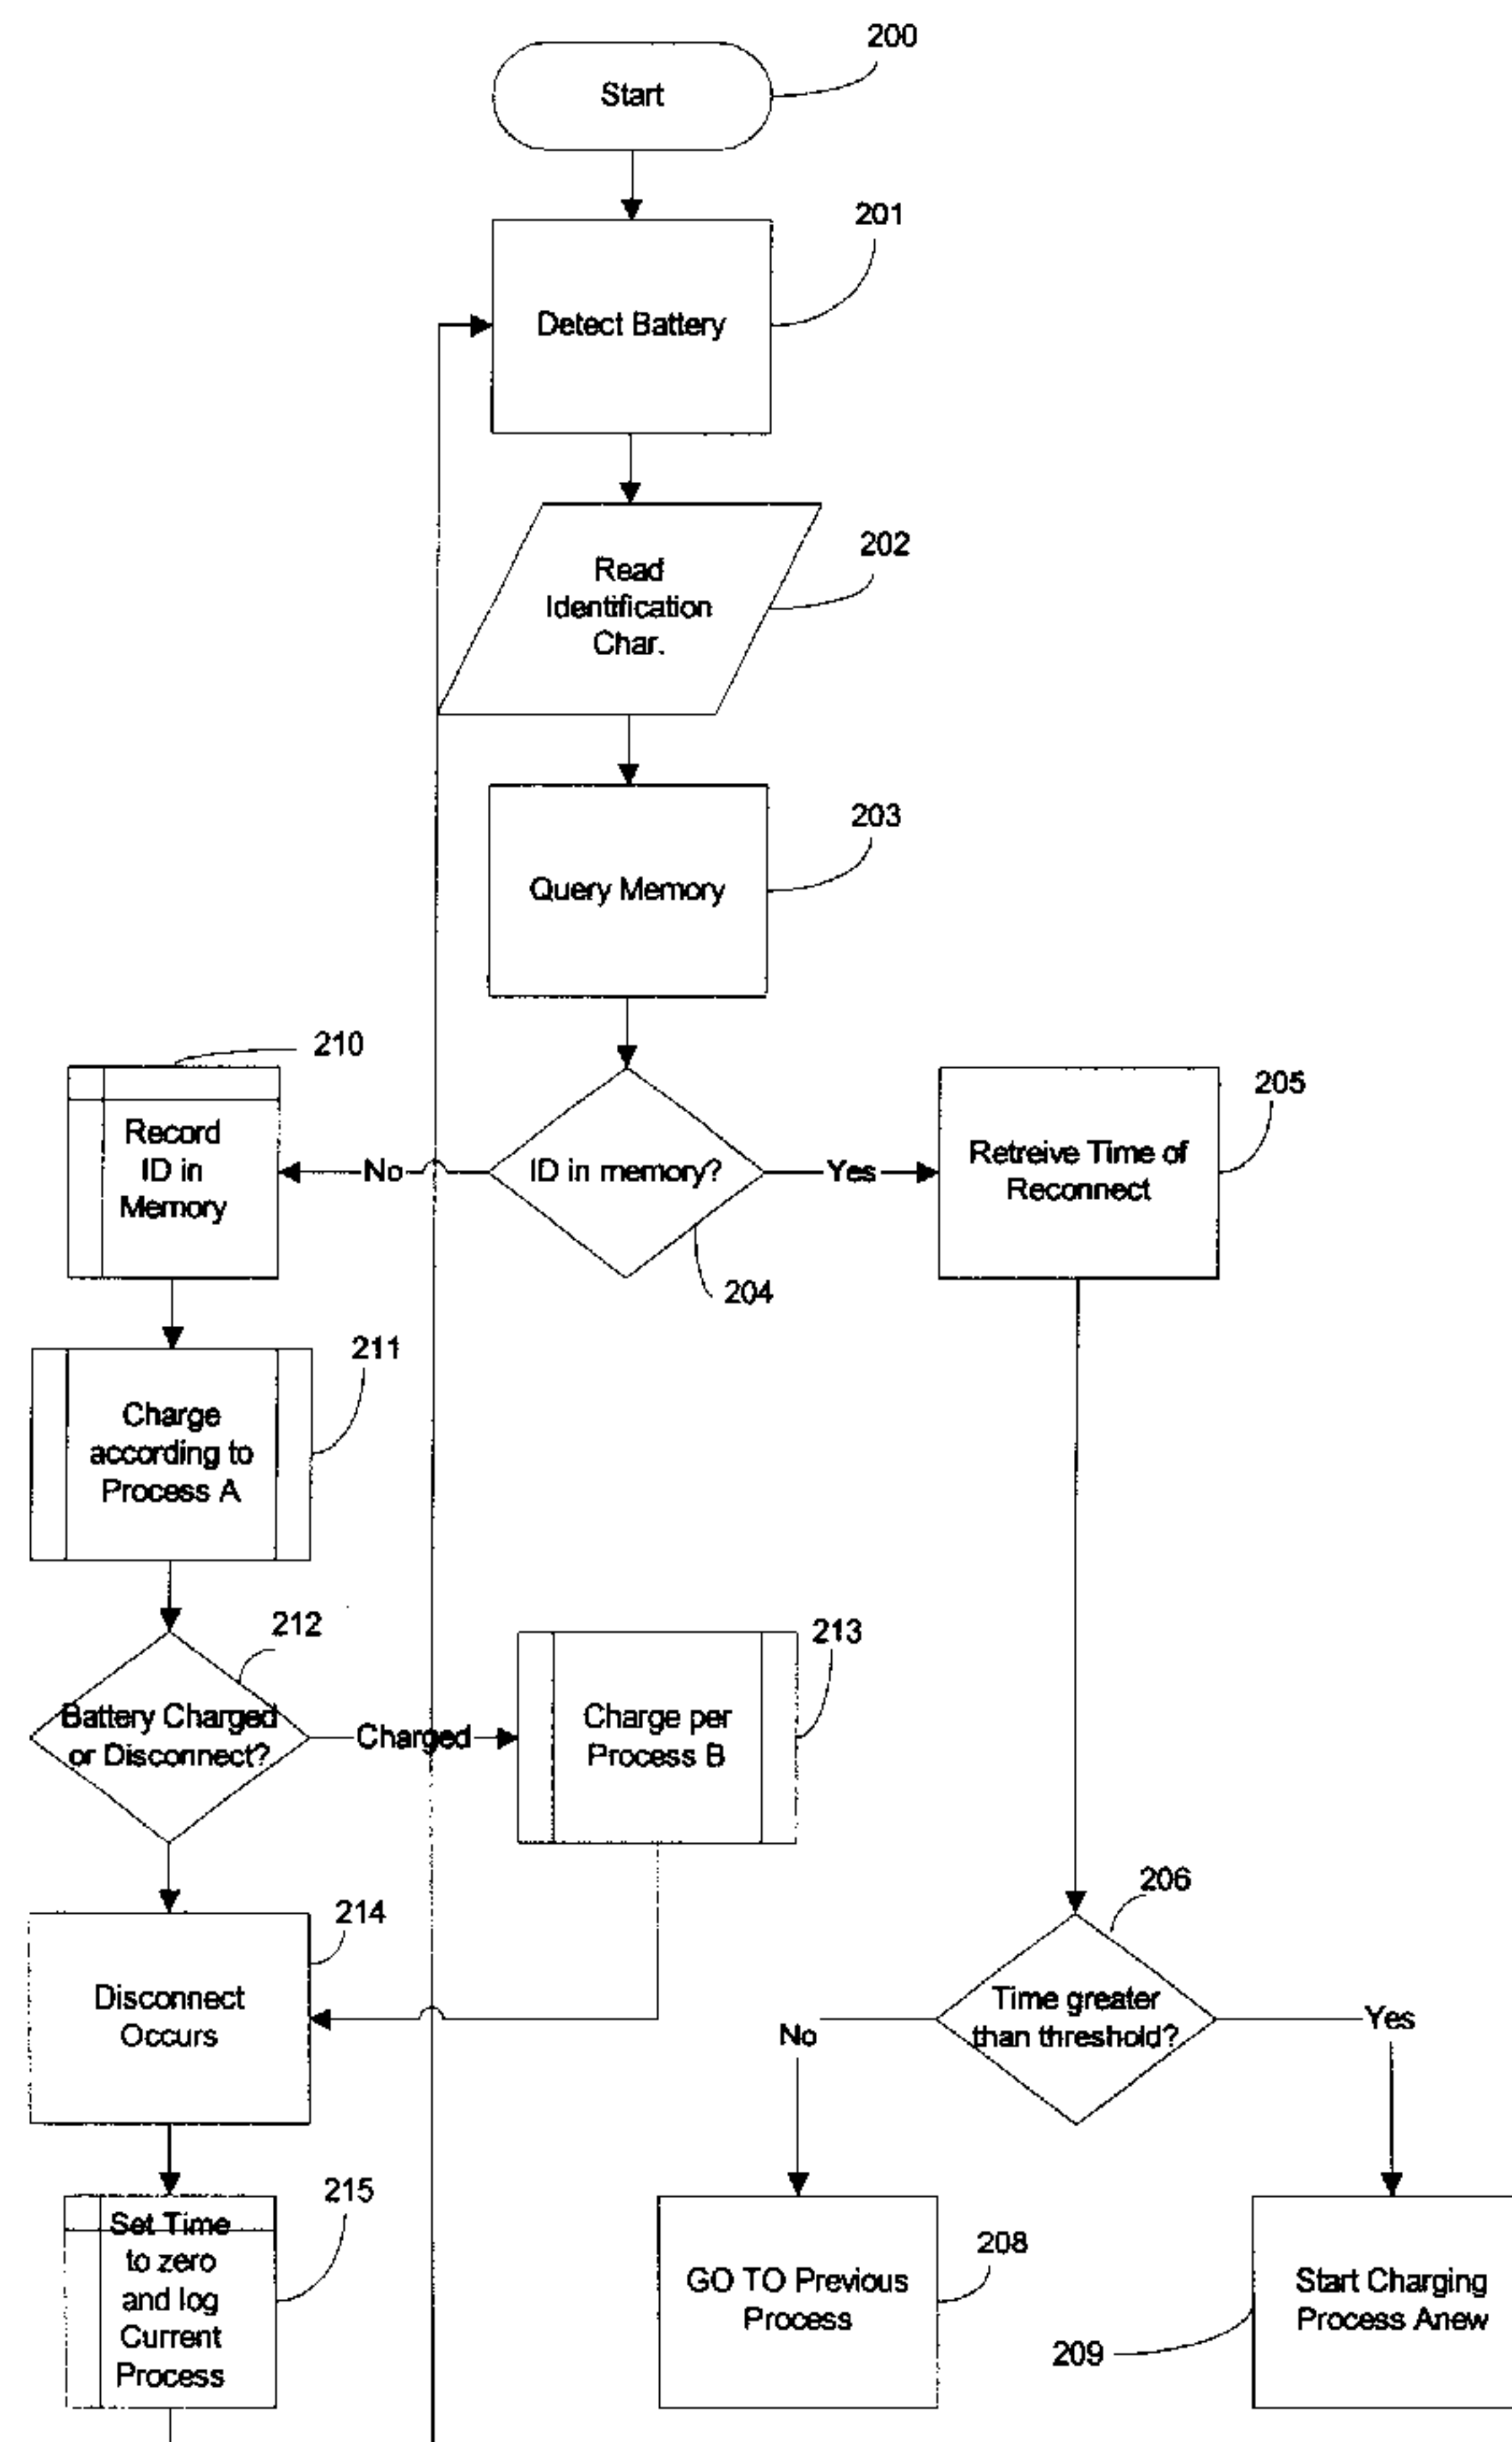 200
Start
201
Detect Battery
202
Read
Identification
Char.
203
Query Memory
210
Record
ID in
Memory
No
ID in memory?
Yes
204
Retreive Time of
Reconnect
205
211
Charge
according to
Process A
212
Battery Charged
or Disconnect?
Charged
213
Charge per
Process B
214
Disconnect
Occurs
206
Time greater
than threshold?
No
Yes
215
Set Time
to zero
and log
Current
Process
GO TO Previous
Process
208
Start Charging
Process Anew
209